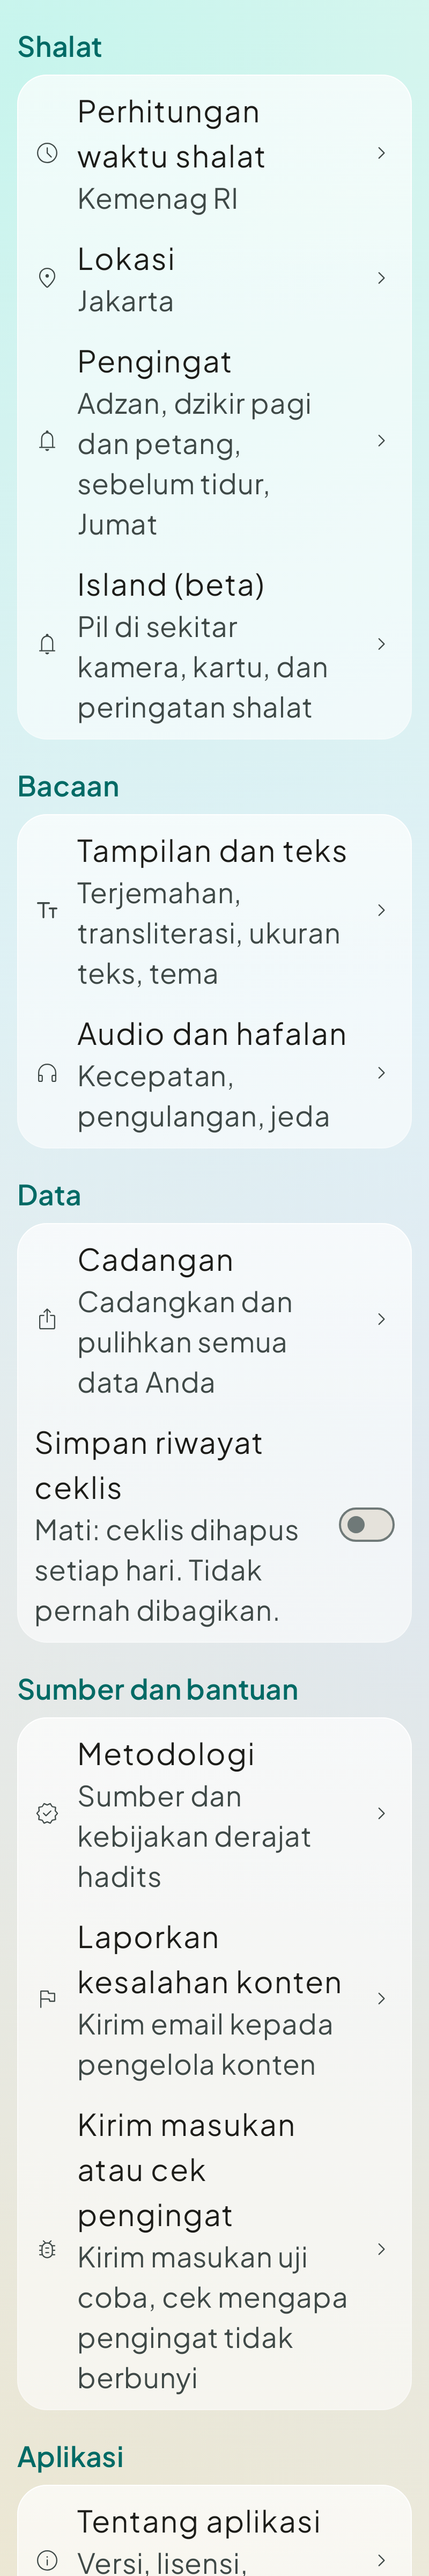 Shalat
Perhitungan
waktu shalat
Kemenag RI
Lokasi
Jakarta
Pengingat
Adzan, dzikir pagi
dan petang,
sebelum tidur,
Jumat
Island (beta)
Pil di sekitar
kamera, kartu, dan
peringatan shalat
Bacaan
Tampilan dan teks
Terjemahan,
transliterasi, ukuran
teks, tema
Audio dan hafalan
Kecepatan,
pengulangan, jeda
Data
Cadangan
Cadangkan dan
pulihkan semua
data Anda
Simpan riwayat
ceklis
Mati: ceklis dihapus
setiap hari. Tidak
pernah dibagikan.
Sumber dan bantuan
Metodologi
Sumber dan
kebijakan derajat
hadits
Laporkan
kesalahan konten
Kirim email kepada
pengelola konten
Kirim masukan
atau cek
pengingat
Kirim masukan uji
coba, cek mengapa
pengingat tidak
berbunyi
Aplikasi
Tentang aplikasi
Versi, lisensi,